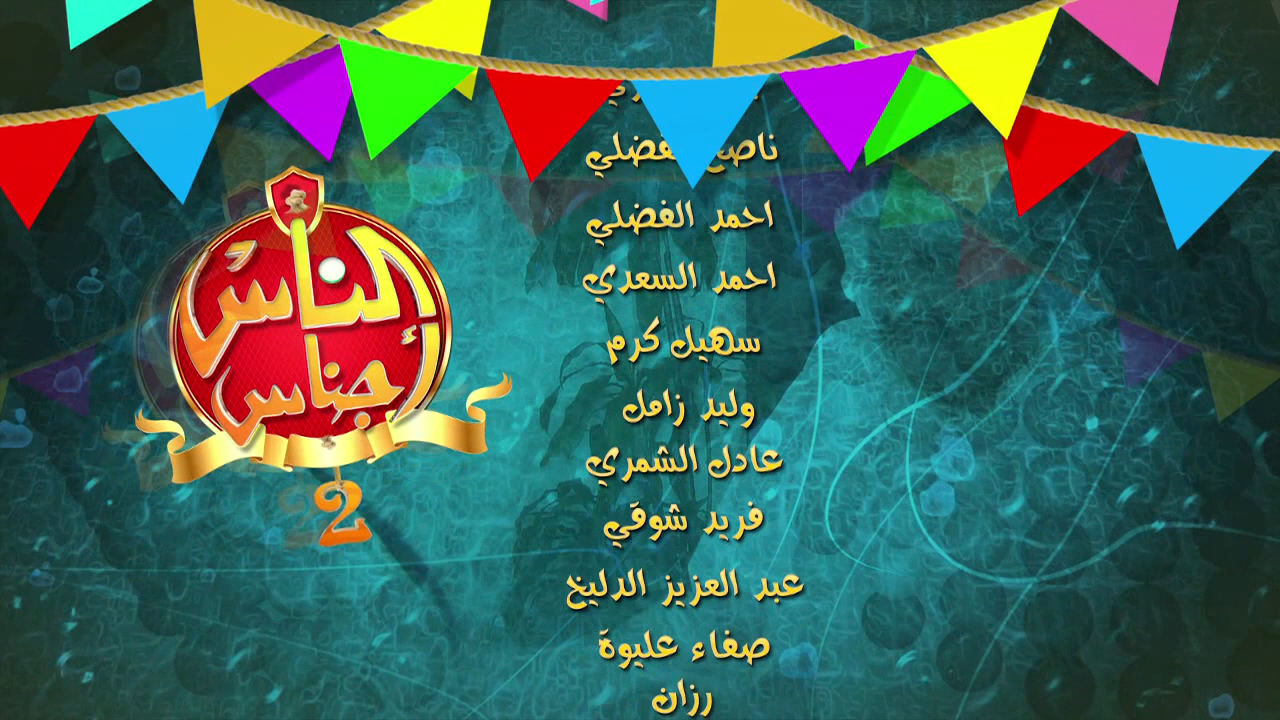 الناس
أجناس
2
الفضلي
احمد الفضلي
احمد السعدي
سهيل كرم
وليد زامل
عادل الشمري
فريد شوقي
عبد العزيز الدليخ
صفاء عليوة
رزان